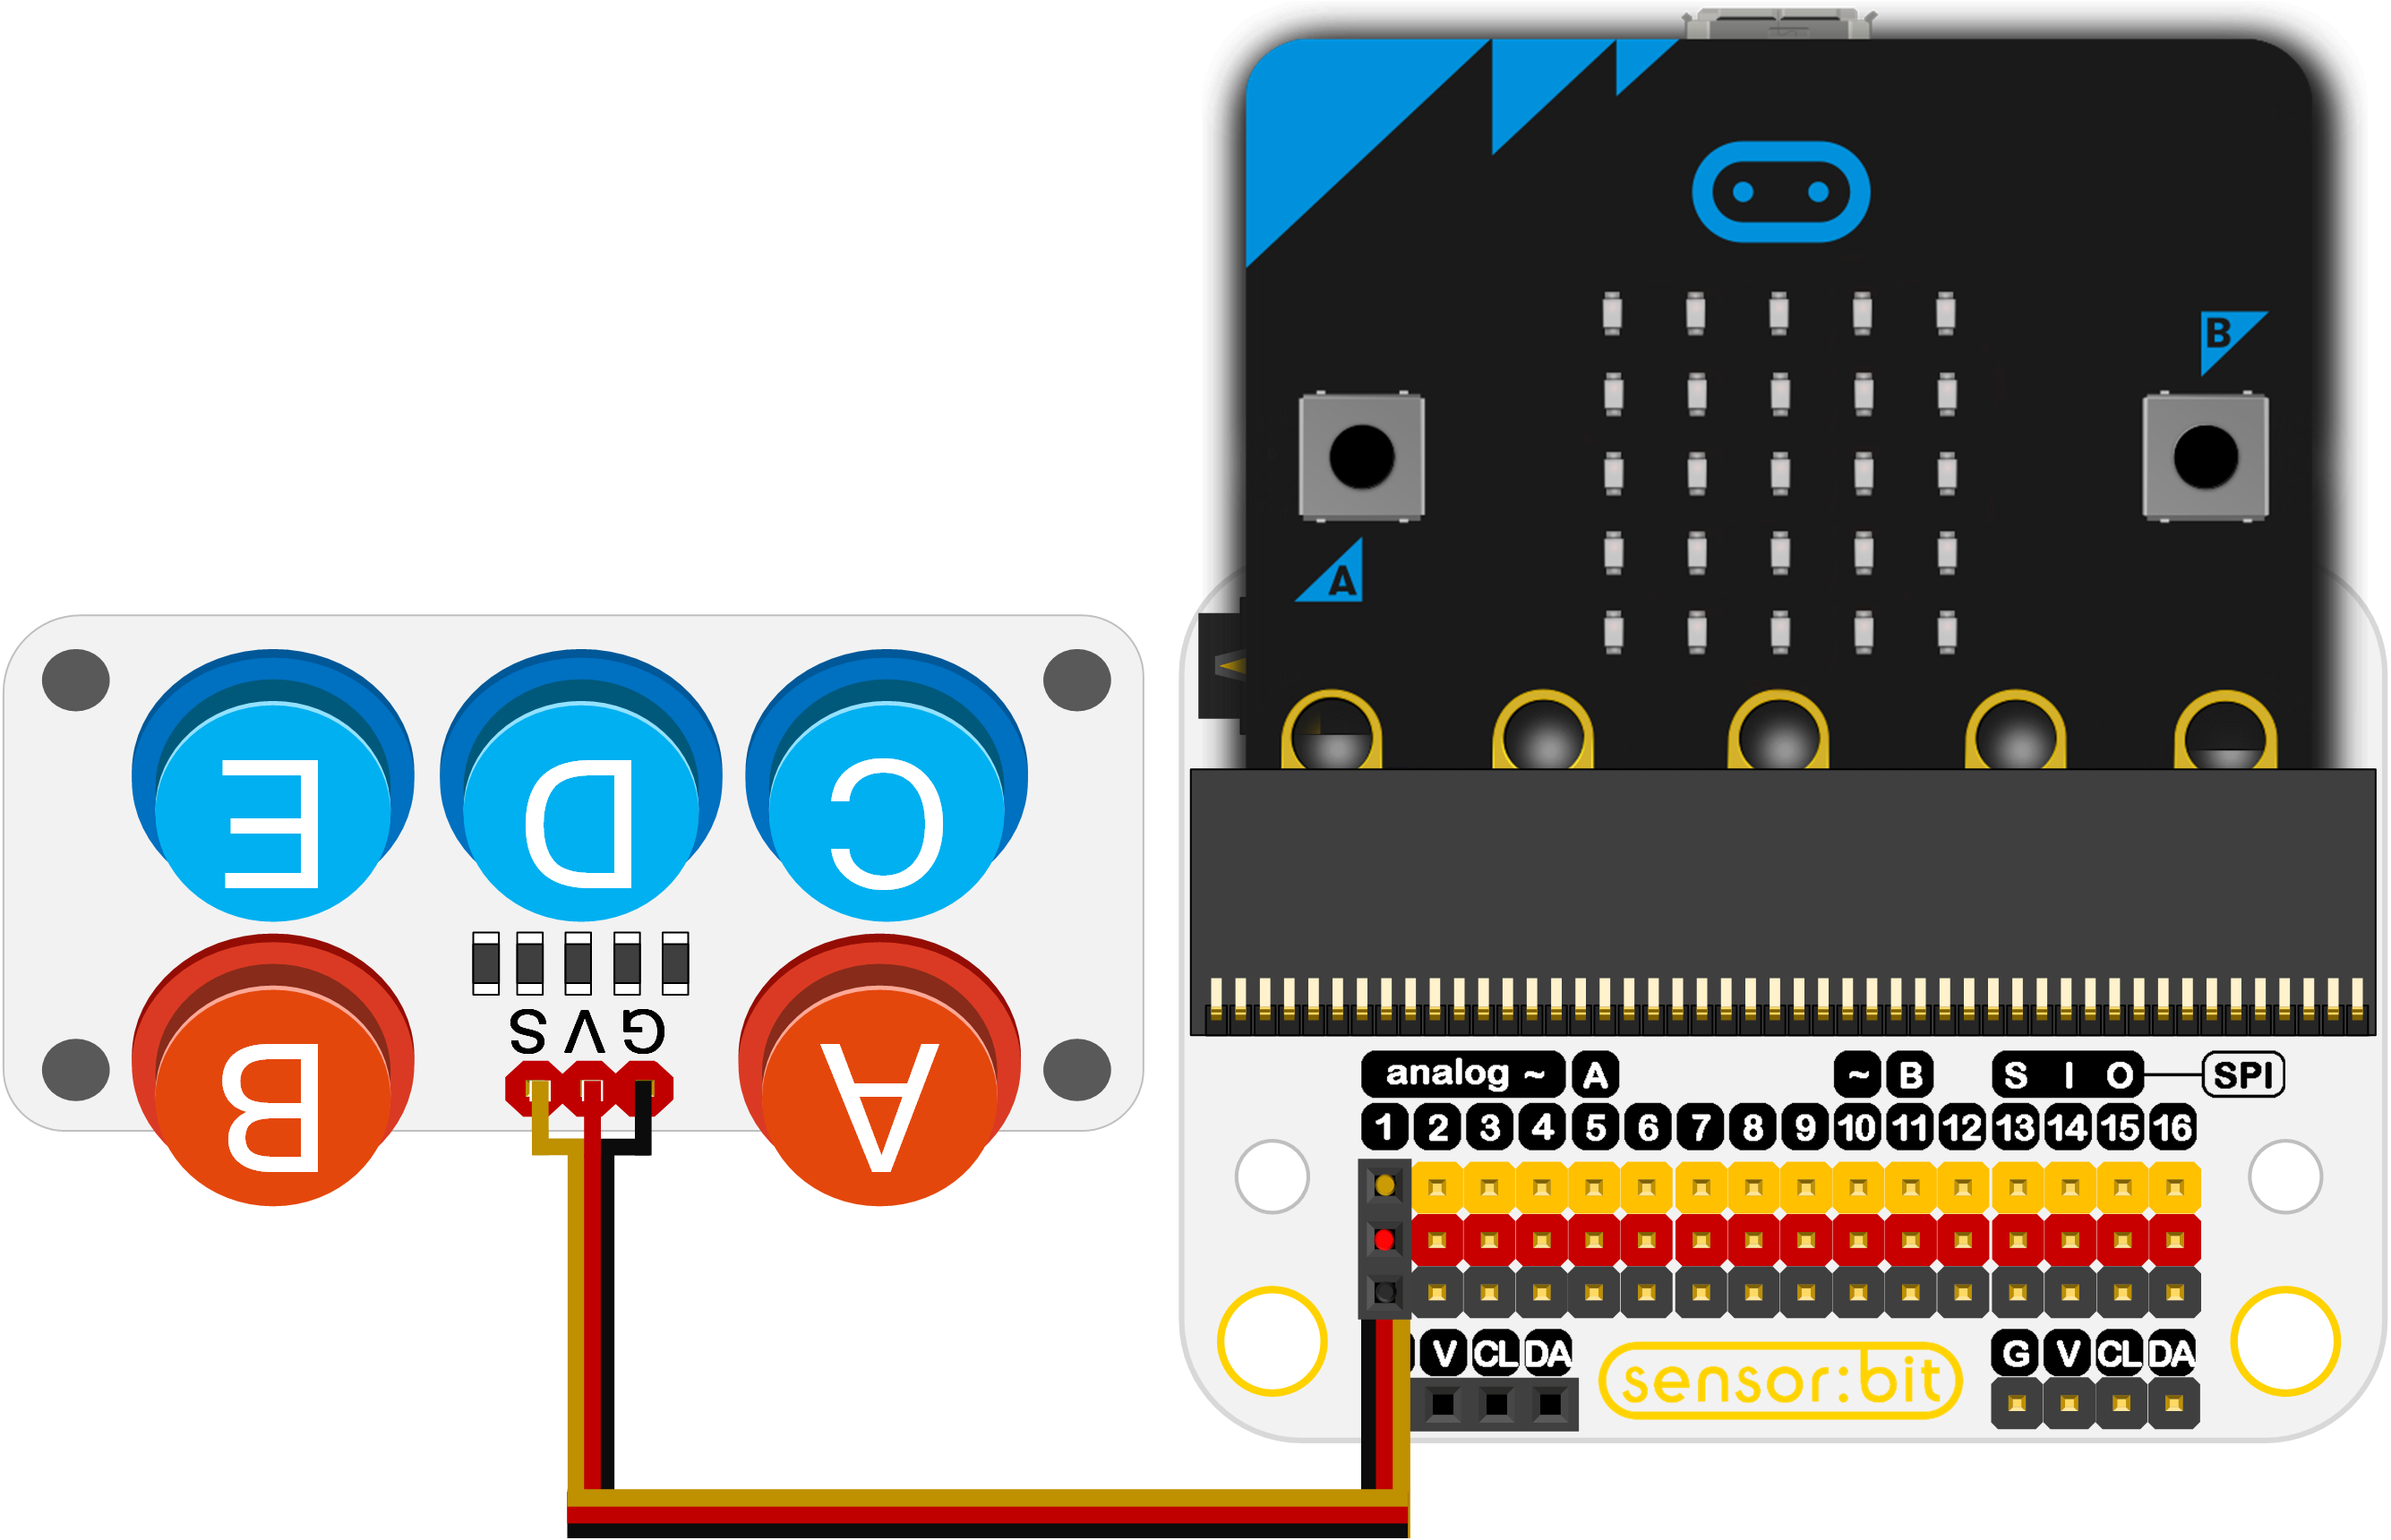 B
A
E D C
S V G
B A
analog ~ A ~ B S I O SPI
1 2 3 4 5 6 7 8 9 10 11 12 13 14 15 16
V CL DA G V CL DA
sensor:bit